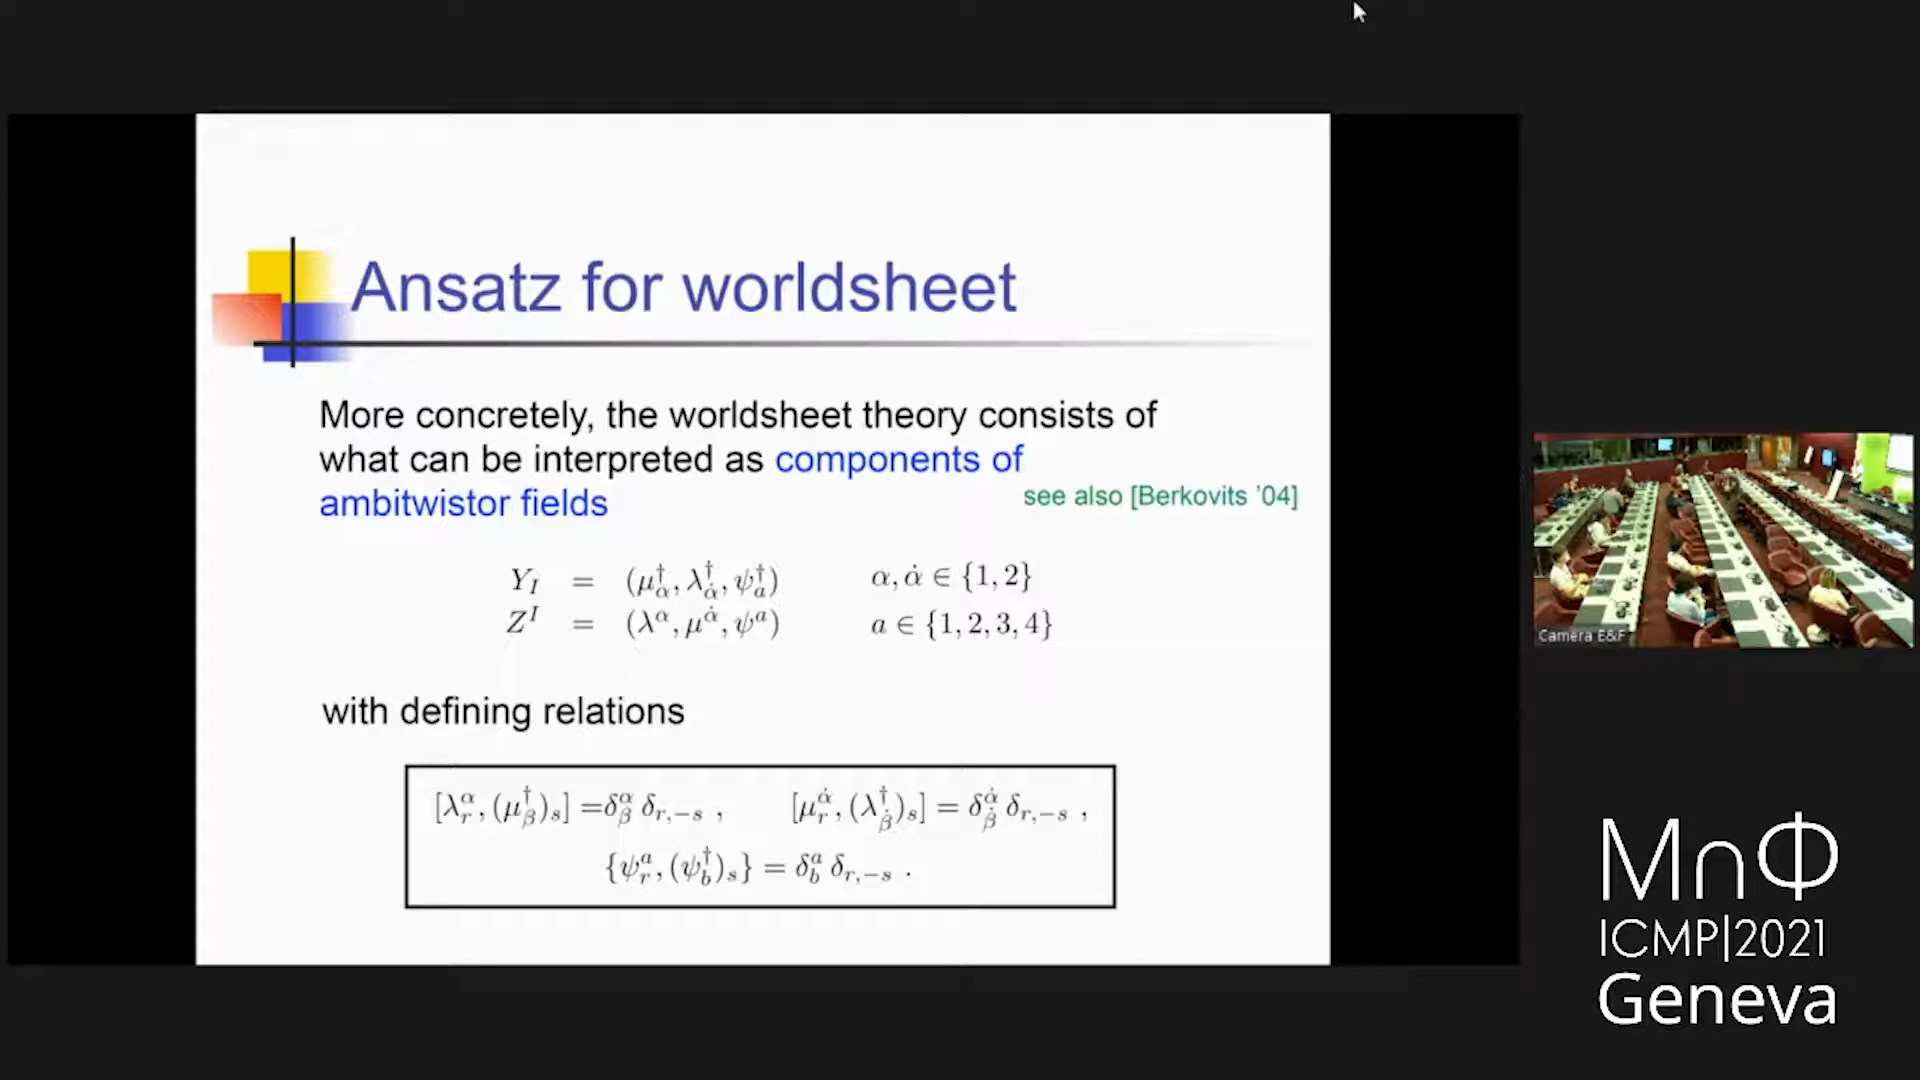 Ansatz for worldsheet
More concretely, the worldsheet theory consists of
what can be interpreted as components of
ambitwistor fields
see also [Berkovits '04]
Y_I = (μ†_α, λ†_α̇, ψ†_a)    α, α̇ ∈ {1, 2}
Z^I = (λ^α, μ^α̇, ψ^a)    a ∈ {1, 2, 3, 4}
with defining relations
[λ^α_r, (μ†_β)_s] = δ^α_β δ_{r,−s} ,    [μ^α̇_r, (λ†_β̇)_s] = δ^α̇_β̇ δ_{r,−s} ,
{ψ^a_r, (ψ†_b)_s} = δ^a_b δ_{r,−s} .
Camera E&F
M∩Φ
ICMP|2021
Geneva